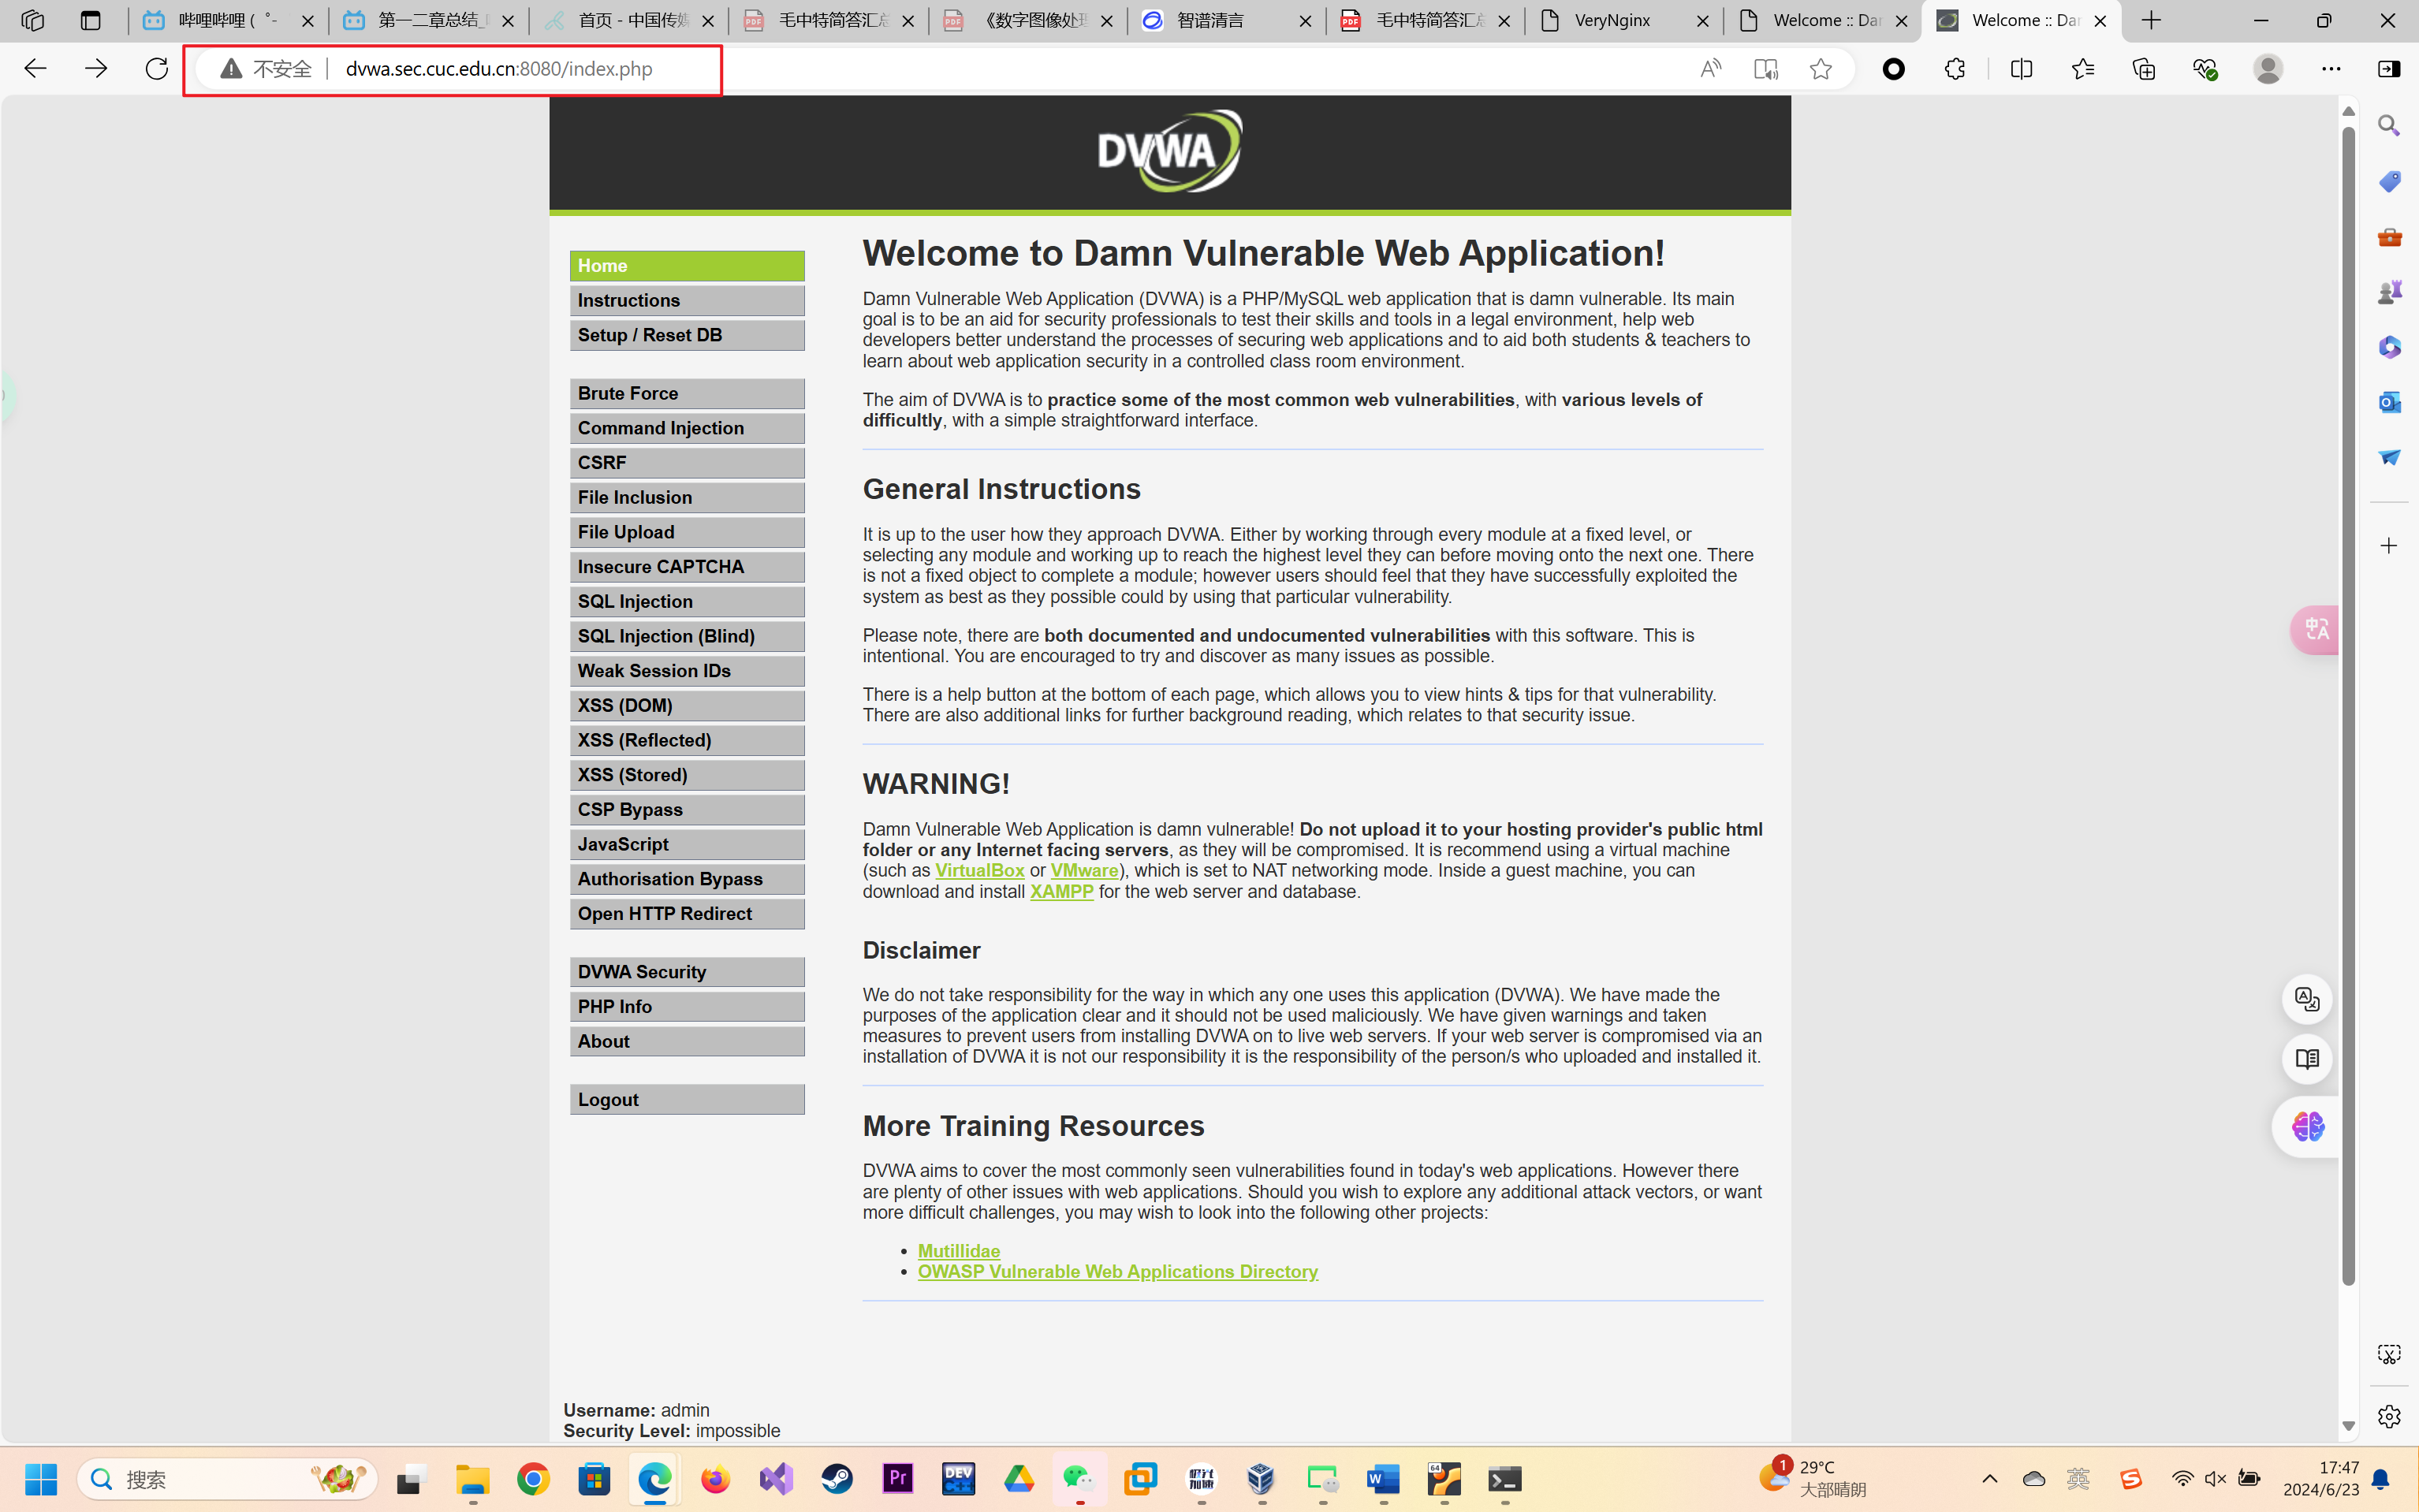 哔哩哔哩 (゜-
第一二章总结_
首页 - 中国传媒
毛中特简答汇总
《数字图像处理
智谱清言
毛中特简答汇总
VeryNginx
Welcome :: Dar
Welcome :: Dar
不安全
dvwa.sec.cuc.edu.cn:8080/index.php
DVWA
Home
Instructions
Setup / Reset DB
Brute Force
Command Injection
CSRF
File Inclusion
File Upload
Insecure CAPTCHA
SQL Injection
SQL Injection (Blind)
Weak Session IDs
XSS (DOM)
XSS (Reflected)
XSS (Stored)
CSP Bypass
JavaScript
Authorisation Bypass
Open HTTP Redirect
DVWA Security
PHP Info
About
Logout
Welcome to Damn Vulnerable Web Application!
Damn Vulnerable Web Application (DVWA) is a PHP/MySQL web application that is damn vulnerable. Its main
goal is to be an aid for security professionals to test their skills and tools in a legal environment, help web
developers better understand the processes of securing web applications and to aid both students & teachers to
learn about web application security in a controlled class room environment.
The aim of DVWA is to practice some of the most common web vulnerabilities, with various levels of
difficultly, with a simple straightforward interface.
General Instructions
It is up to the user how they approach DVWA. Either by working through every module at a fixed level, or
selecting any module and working up to reach the highest level they can before moving onto the next one. There
is not a fixed object to complete a module; however users should feel that they have successfully exploited the
system as best as they possible could by using that particular vulnerability.
Please note, there are both documented and undocumented vulnerabilities with this software. This is
intentional. You are encouraged to try and discover as many issues as possible.
There is a help button at the bottom of each page, which allows you to view hints & tips for that vulnerability.
There are also additional links for further background reading, which relates to that security issue.
WARNING!
Damn Vulnerable Web Application is damn vulnerable! Do not upload it to your hosting provider's public html
folder or any Internet facing servers, as they will be compromised. It is recommend using a virtual machine
(such as VirtualBox or VMware), which is set to NAT networking mode. Inside a guest machine, you can
download and install XAMPP for the web server and database.
Disclaimer
We do not take responsibility for the way in which any one uses this application (DVWA). We have made the
purposes of the application clear and it should not be used maliciously. We have given warnings and taken
measures to prevent users from installing DVWA on to live web servers. If your web server is compromised via an
installation of DVWA it is not our responsibility it is the responsibility of the person/s who uploaded and installed it.
More Training Resources
DVWA aims to cover the most commonly seen vulnerabilities found in today's web applications. However there
are plenty of other issues with web applications. Should you wish to explore any additional attack vectors, or want
more difficult challenges, you may wish to look into the following other projects:
• Mutillidae
• OWASP Vulnerable Web Applications Directory
Username: admin
Security Level: impossible
搜索
Pr
DEV
64
1
29°C
大部晴朗
英
17:47
2024/6/23